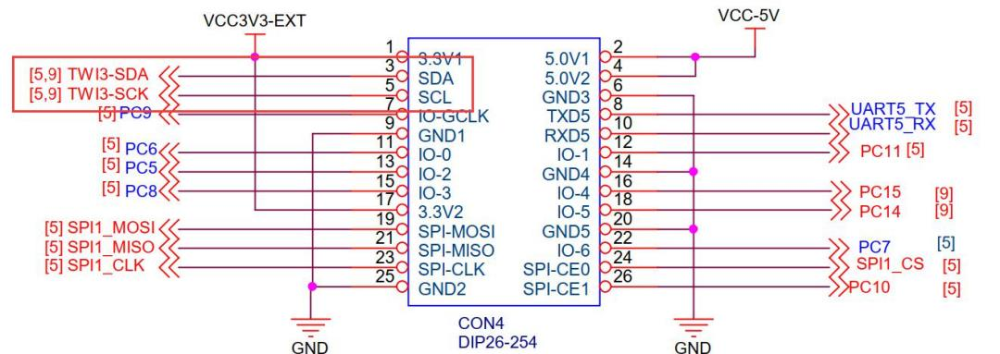 VCC3V3-EXT
VCC-5V
1 3.3V1 5.0V1 2
[5,9] TWI3-SDA 3 SDA 5.0V2 4
[5,9] TWI3-SCK 5 SCL GND3 6
[5] PC9 7 IO-GCLK TXD5 8 UART5_TX [5]
9 GND1 RXD5 10 UART5_RX [5]
[5] PC6 11 IO-0 IO-1 12 PC11 [5]
[5] PC5 13 IO-2 GND4 14
[5] PC8 15 IO-3 IO-4 16 PC15 [9]
17 3.3V2 IO-5 18 PC14 [9]
[5] SPI1_MOSI 19 SPI-MOSI GND5 20
[5] SPI1_MISO 21 SPI-MISO IO-6 22 PC7 [5]
[5] SPI1_CLK 23 SPI-CLK SPI-CE0 24 SPI1_CS [5]
25 GND2 SPI-CE1 26 PC10 [5]
CON4
DIP26-254
GND
GND